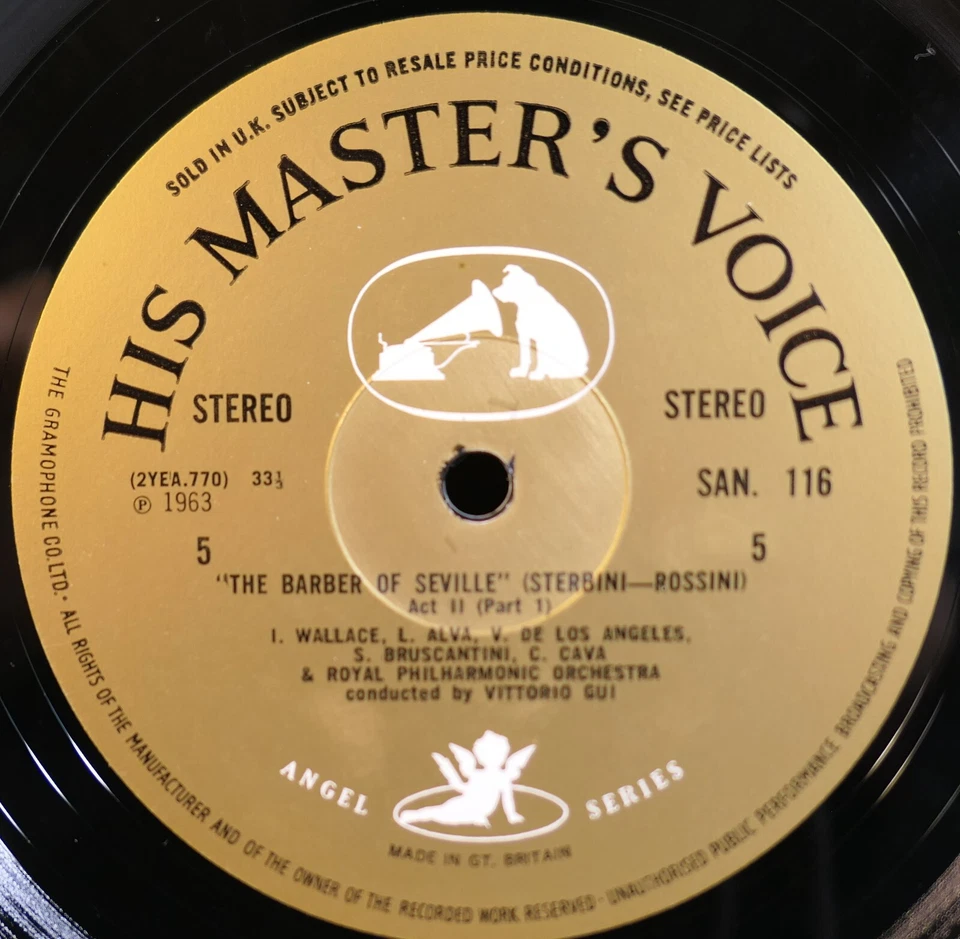 SOLD IN U.K. SUBJECT TO RESALE PRICE CONDITIONS, SEE PRICE LISTS
HIS MASTER'S VOICE
STEREO STEREO
(2YEA.770) 33⅓ SAN. 116
℗ 1963
5 5
"THE BARBER OF SEVILLE" (STERBINI—ROSSINI)
Act II (Part 1)
I. WALLACE, L. ALVA, V. DE LOS ANGELES,
S. BRUSCANTINI, C. CAVA
& ROYAL PHILHARMONIC ORCHESTRA
conducted by VITTORIO GUI
ANGEL SERIES
MADE IN GT. BRITAIN
THE GRAMOPHONE CO. LTD. · ALL RIGHTS OF THE MANUFACTURER AND OF THE OWNER OF THE RECORDED WORK RESERVED · UNAUTHORISED PUBLIC PERFORMANCE BROADCASTING AND COPYING OF THIS RECORD PROHIBITED